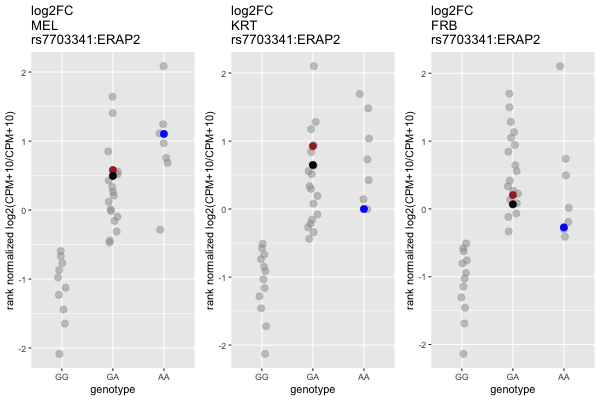 log2FC
MEL
rs7703341:ERAP2
log2FC
KRT
rs7703341:ERAP2
log2FC
FRB
rs7703341:ERAP2
rank normalized log2(CPM+10/CPM+10)
2
1
0
-1
-2
GG
GA
AA
genotype
rank normalized log2(CPM+10/CPM+10)
2
1
0
-1
-2
GG
GA
AA
genotype
rank normalized log2(CPM+10/CPM+10)
2
1
0
-1
-2
GG
GA
AA
genotype